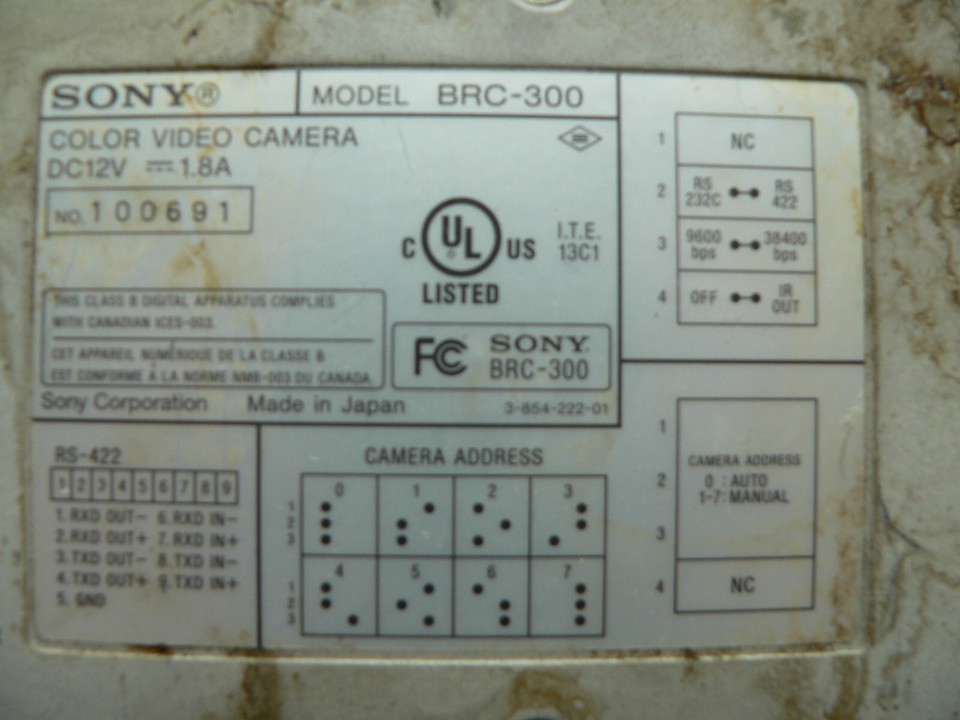 SONY®
MODEL BRC-300
COLOR VIDEO CAMERA
DC12V ⎓ 1.8A
NO. 100691
C UL® US
LISTED
I.T.E.
13C1
THIS CLASS B DIGITAL APPARATUS COMPLIES
WITH CANADIAN ICES-003.
CET APPAREIL NUMÉRIQUE DE LA CLASSE B
EST CONFORME À LA NORME NMB-003 DU CANADA.
FC SONY
BRC-300
Sony Corporation Made in Japan 3-854-222-01
1 NC
2 RS 232C RS 422
3 9600 bps 38400 bps
4 OFF IR OUT
RS-422
1 2 3 4 5 6 7 8 9
1. RXD OUT- 6. RXD IN-
2. RXD OUT+ 7. RXD IN+
3. TXD OUT- 8. TXD IN-
4. TXD OUT+ 9. TXD IN+
5. GND
CAMERA ADDRESS
0 1 2 3
1
2
3
4 5 6 7
1
2
3
1
2
3
CAMERA ADDRESS
0 : AUTO
1-7: MANUAL
4 NC